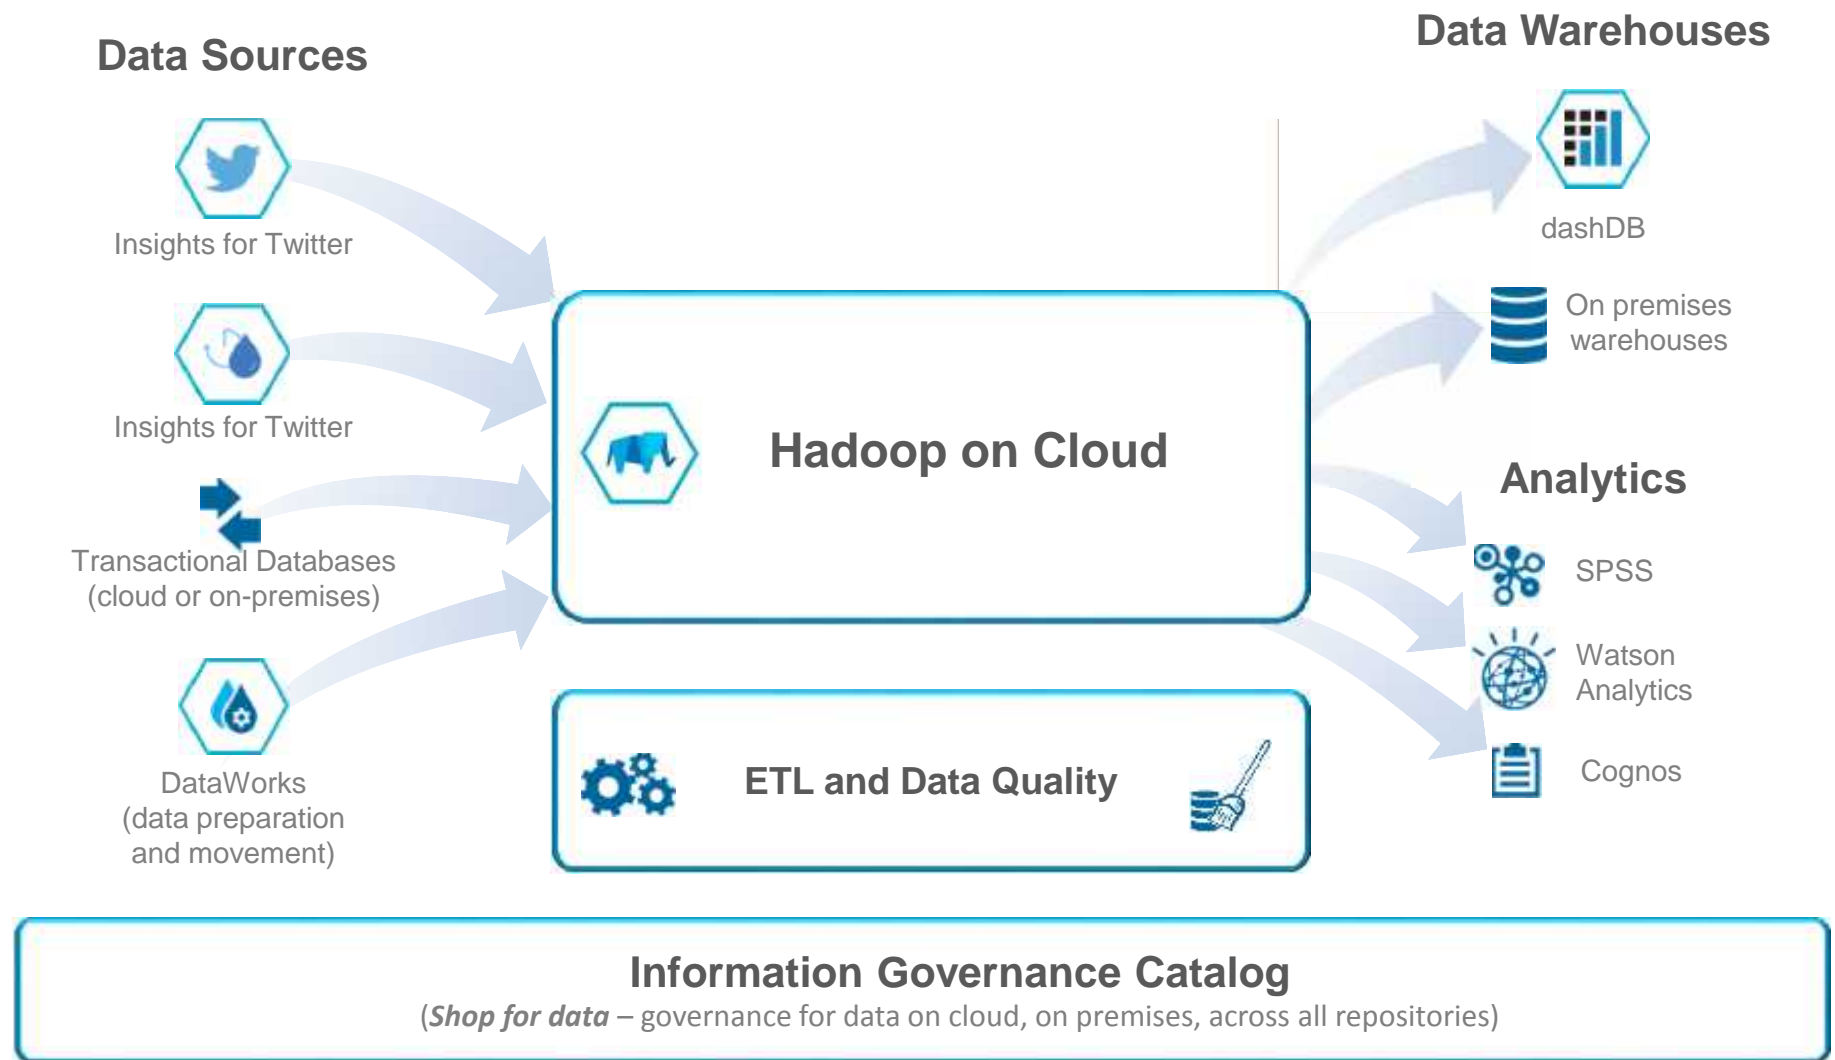 Data Sources
Insights for Twitter
Insights for Twitter
Transactional Databases
(cloud or on-premises)
DataWorks
(data preparation
and movement)
Hadoop on Cloud
ETL and Data Quality
Data Warehouses
dashDB
On premises
warehouses
Analytics
SPSS
Watson
Analytics
Cognos
Information Governance Catalog
(Shop for data – governance for data on cloud, on premises, across all repositories)